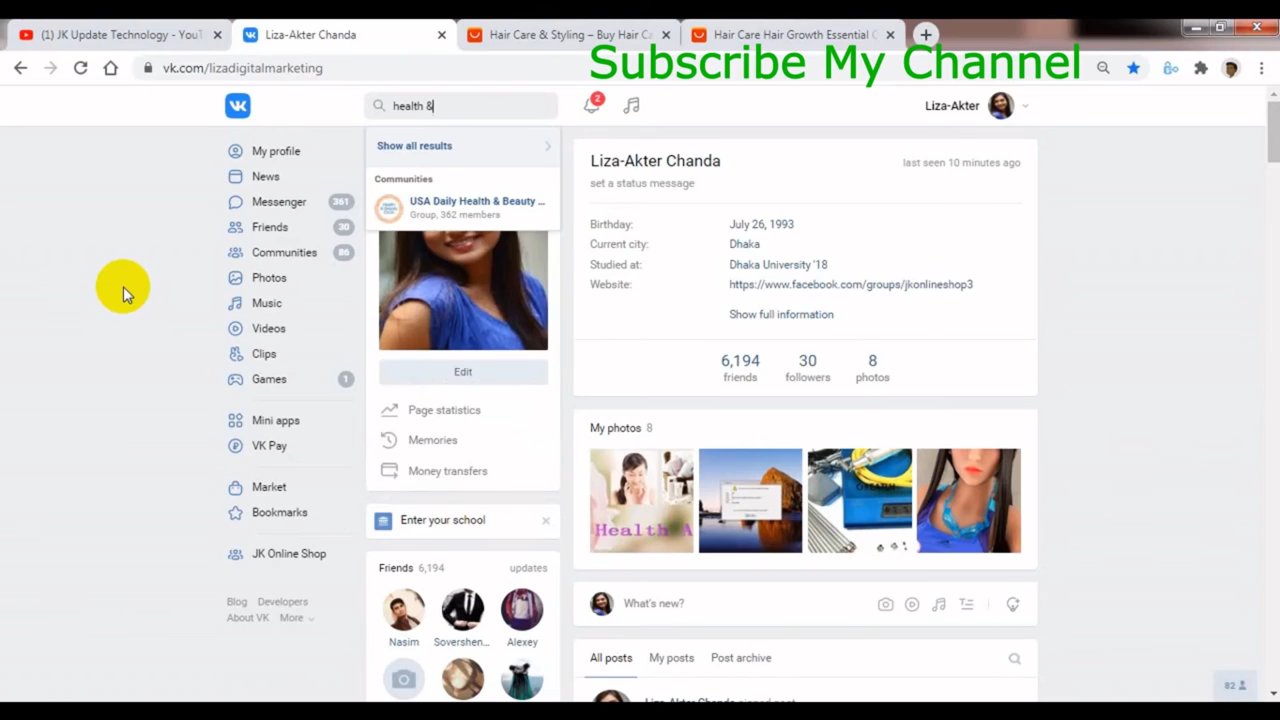 (1) JK Update Technology - YouT
Liza-Akter Chanda
Hair Care & Styling – Buy Hair Ca
Hair Care Hair Growth Essential O
Subscribe My Channel
vk.com/lizadigitalmarketing
health &
2
Liza-Akter
Show all results
Communities
USA Daily Health & Beauty ...
Group, 362 members
My profile
News
Messenger 361
Friends 30
Communities 86
Photos
Music
Videos
Clips
Games 1
Mini apps
VK Pay
Market
Bookmarks
JK Online Shop
Blog Developers
About VK More
Edit
Page statistics
Memories
Money transfers
Enter your school
Friends 6,194 updates
Nasim Sovershen... Alexey
Liza-Akter Chanda
last seen 10 minutes ago
set a status message
Birthday: July 26, 1993
Current city: Dhaka
Studied at: Dhaka University '18
Website: https://www.facebook.com/groups/jkonlineshop3
Show full information
6,194 30 8
friends followers photos
My photos 8
Health A
What's new?
All posts My posts Post archive
82